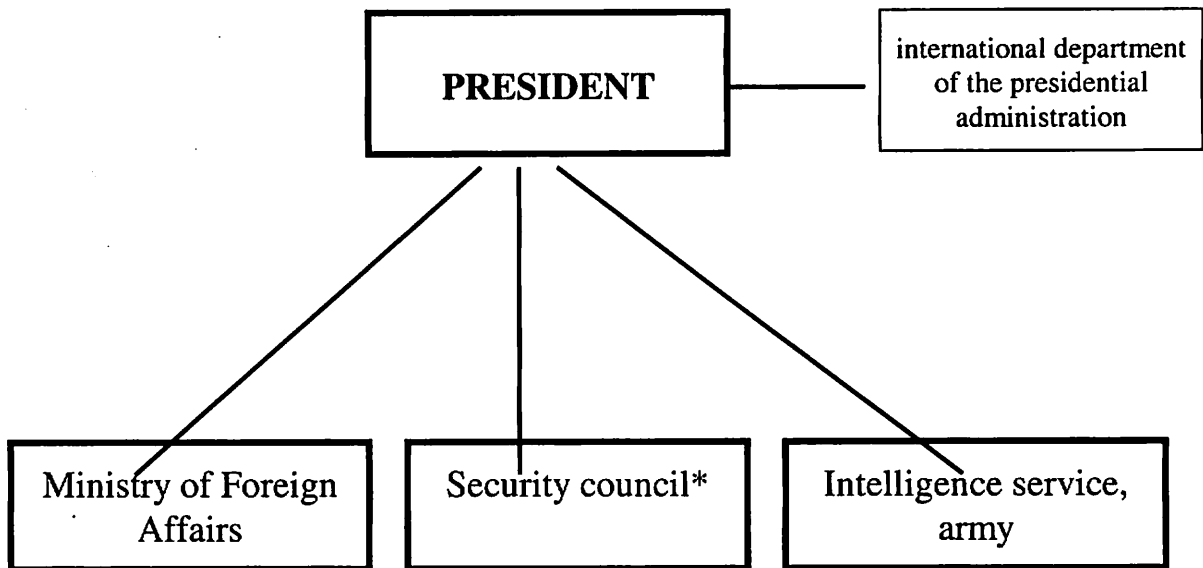 PRESIDENT
international department
of the presidential
administration
Ministry of Foreign
Affairs
Security council*
Intelligence service,
army